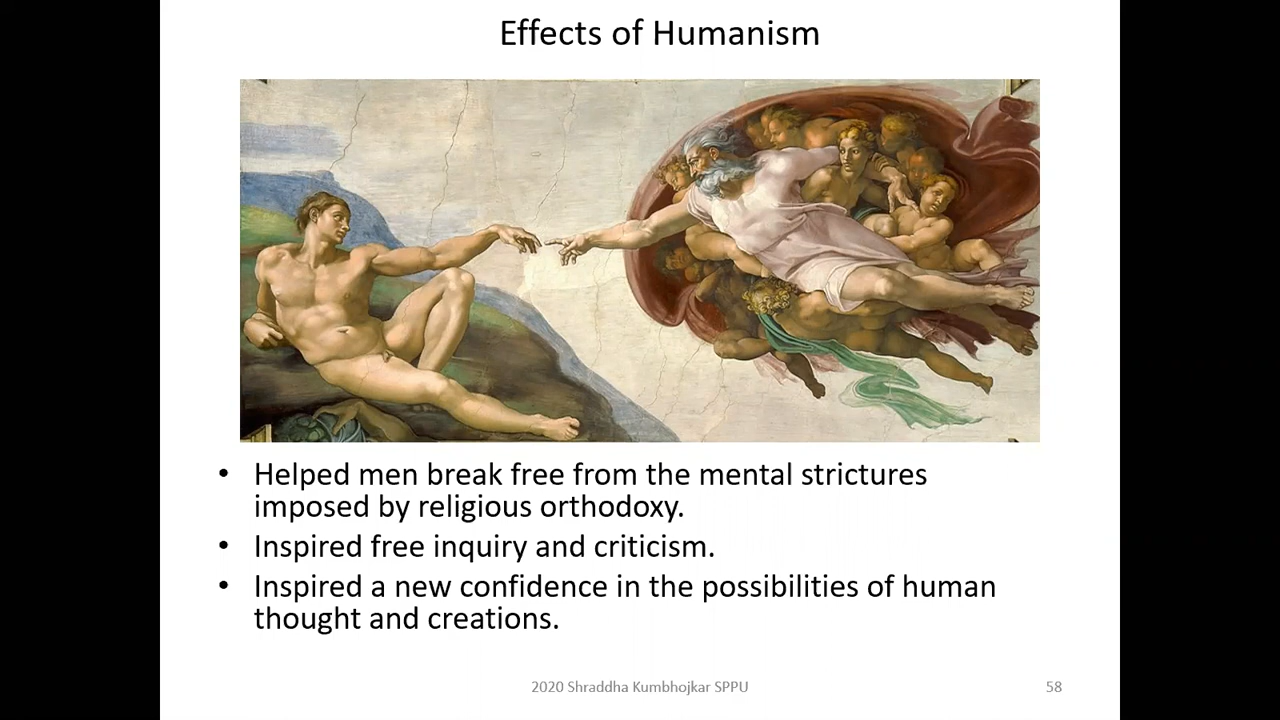 Effects of Humanism
• Helped men break free from the mental strictures
imposed by religious orthodoxy.
• Inspired free inquiry and criticism.
• Inspired a new confidence in the possibilities of human
thought and creations.
2020 Shraddha Kumbhojkar SPPU
58